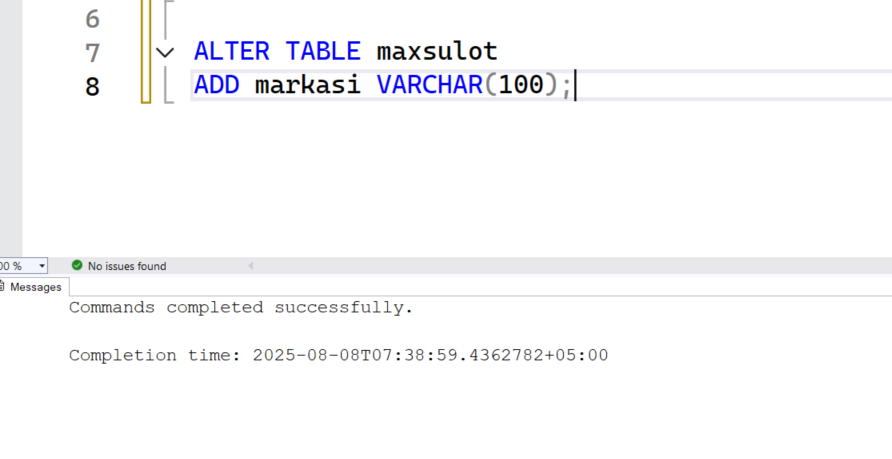 6
7 ALTER TABLE maxsulot
8 ADD markasi VARCHAR(100);
No issues found
Messages
Commands completed successfully.
Completion time: 2025-08-08T07:38:59.4362782+05:00